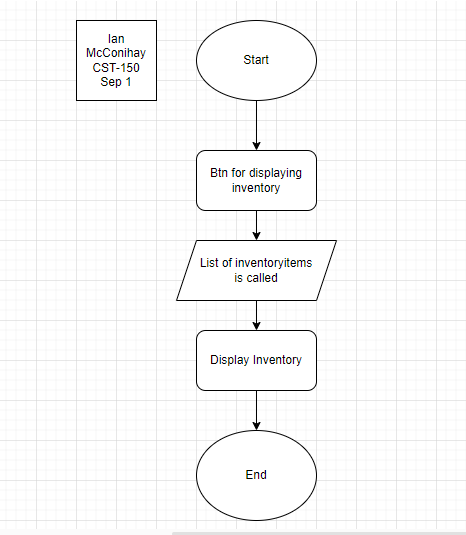 Ian
McConihay
CST-150
Sep 1
Start
Btn for displaying
inventory
List of inventoryitems
is called
Display Inventory
End